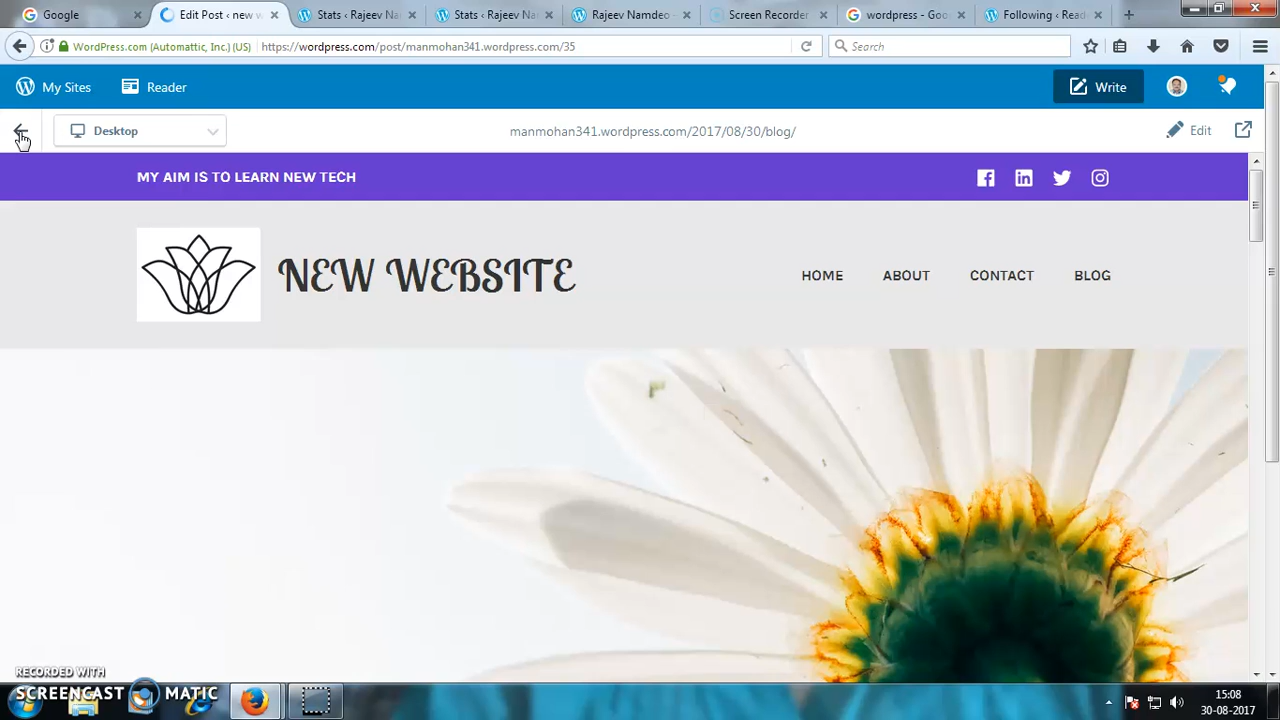 Google
Edit Post ‹ new w
Stats ‹ Rajeev Na
Stats ‹ Rajeev Na
Rajeev Namdeo –
Screen Recorder
wordpress - Goo
Following ‹ Read
WordPress.com (Automattic, Inc.) (US)
https://wordpress.com/post/manmohan341.wordpress.com/35
Search
My Sites
Reader
Write
Desktop
manmohan341.wordpress.com/2017/08/30/blog/
Edit
MY AIM IS TO LEARN NEW TECH
NEW WEBSITE
HOME
ABOUT
CONTACT
BLOG
RECORDED WITH
SCREENCAST MATIC
15:08
30-08-2017